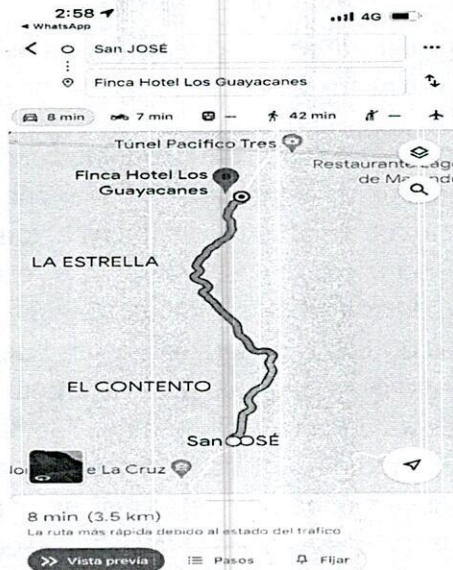 2:58
4G
WhatsApp
San JOSÉ
Finca Hotel Los Guayacanes
8 min
7 min
—
42 min
—
Tunel Pacifico Tres
Finca Hotel Los
Guayacanes
Restaurante
de
LA ESTRELLA
EL CONTENTO
San JOSÉ
e La Cruz
8 min (3.5 km)
La ruta más rápida debido al estado del tráfico
Vista previa
Pasos
Fijar